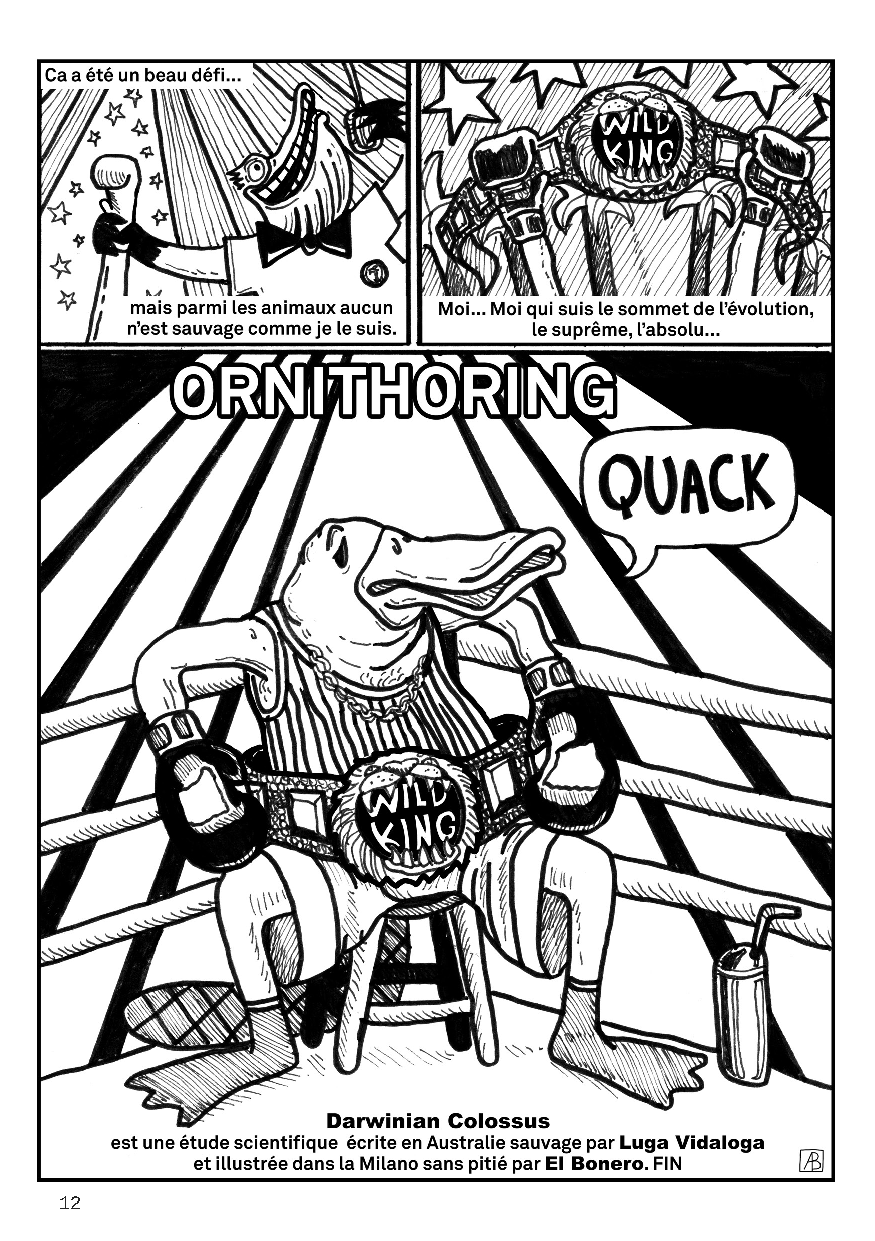 Ca a été un beau défi...
mais parmi les animaux aucun
n'est sauvage comme je le suis.
WILD
KING
Moi... Moi qui suis le sommet de l'évolution,
le suprême, l'absolu...
ORNITHORING
QUACK
WILD
KING
Darwinian Colossus
est une étude scientifique écrite en Australie sauvage par Luga Vidaloga
et illustrée dans la Milano sans pitié par El Bonero. FIN
AB
12